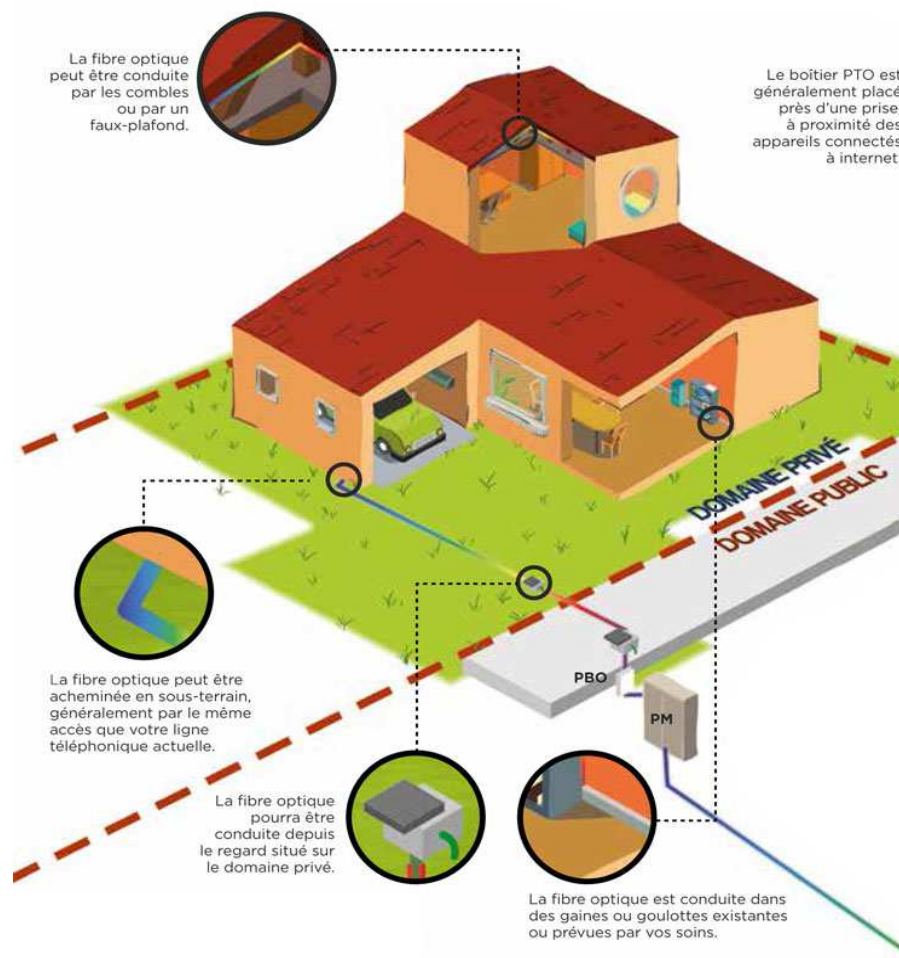 La fibre optique
peut être conduite
par les combles
ou par un
faux-plafond.
Le boîtier PTO est
généralement placé
près d'une prise,
à proximité des
appareils connectés
à internet
DOMAINE PRIVÉ
DOMAINE PUBLIC
La fibre optique peut être
acheminée en sous-terrain,
généralement par le même
accès que votre ligne
téléphonique actuelle.
PBO
PM
La fibre optique
pourra être
conduite depuis
le regard situé sur
le domaine privé.
La fibre optique est conduite dans
des gaines ou goulottes existantes
ou prévues par vos soins.